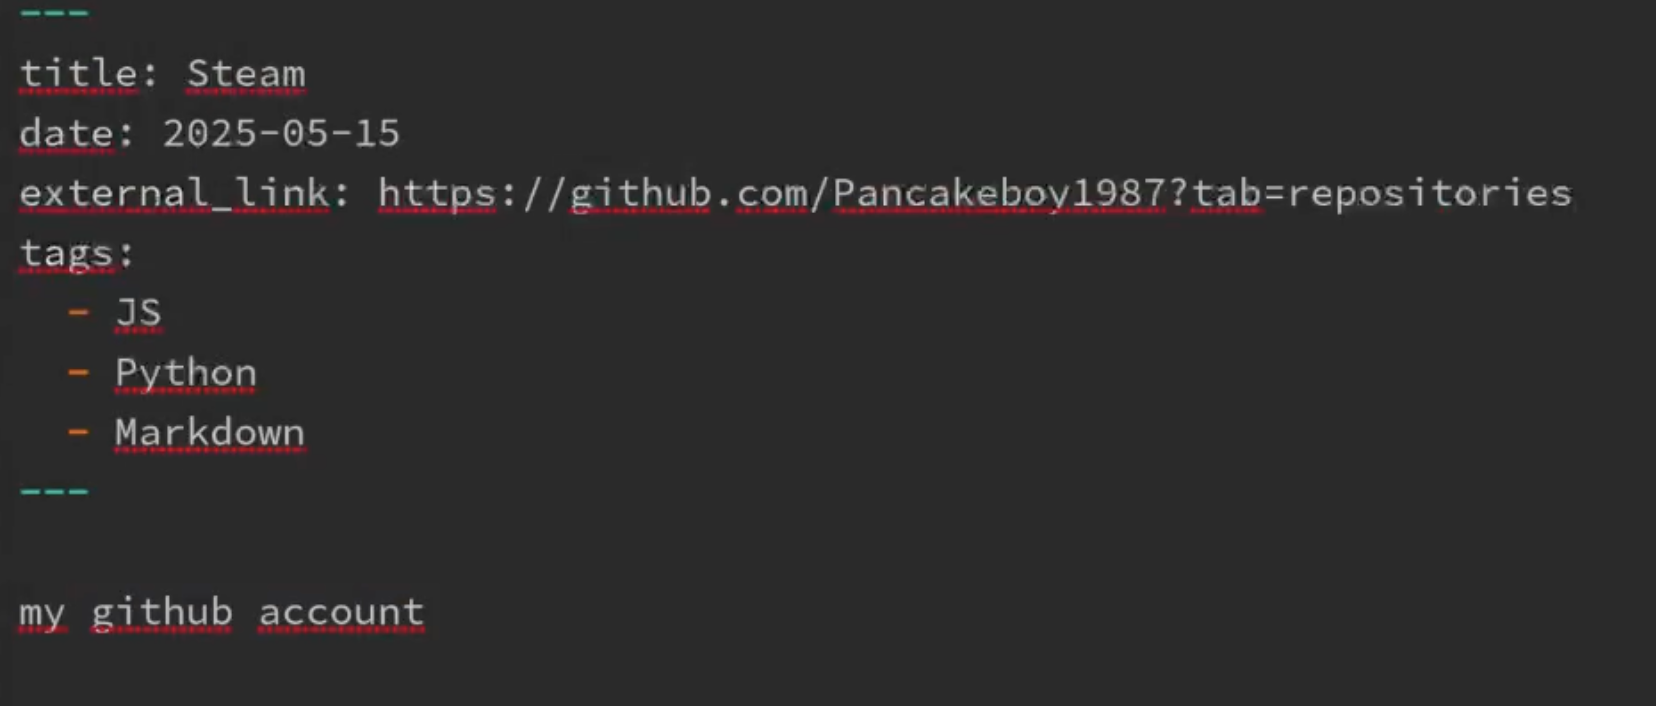 ---
title: Steam
date: 2025-05-15
external_link: https://github.com/Pancakeboy1987?tab=repositories
tags:
  - JS
  - Python
  - Markdown
---
my github account